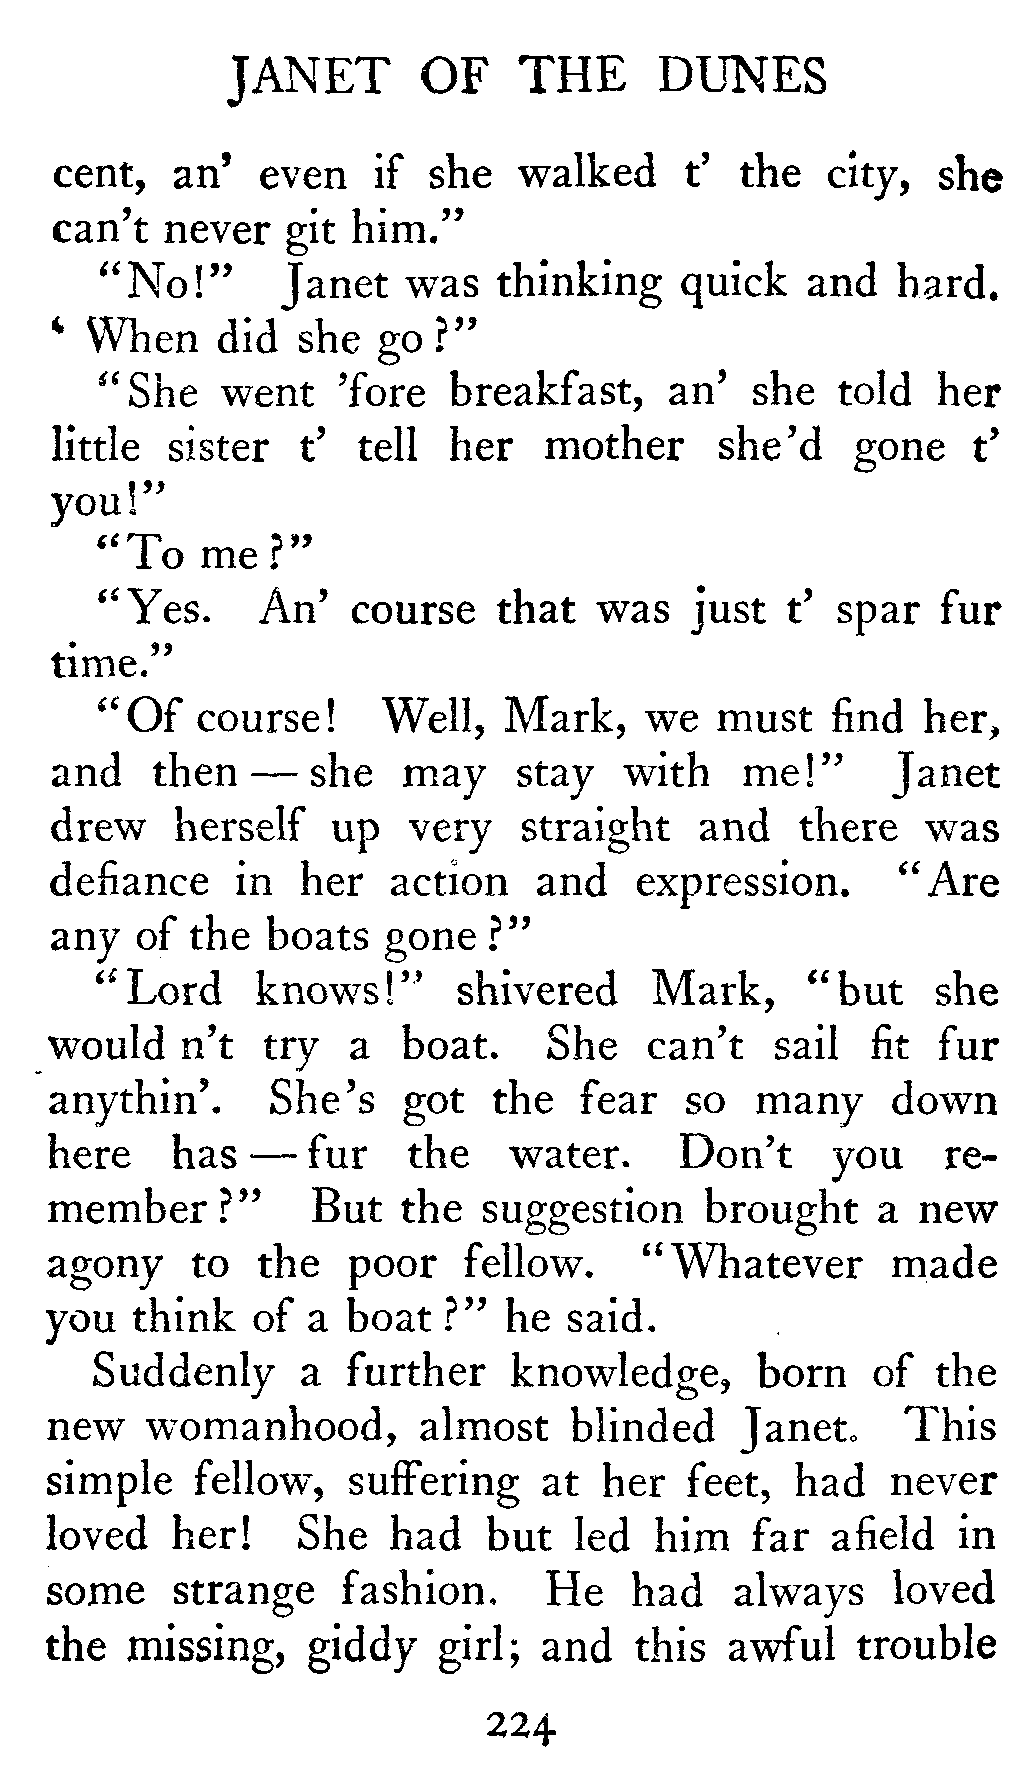 JANET OF THE DUNES
cent, an' even if she walked t' the city, she
can't never git him."
"No!" Janet was thinking quick and hard.
‘ When did she go?"
"She went 'fore breakfast, an' she told her
little sister t' tell her mother she'd gone t'
you!"
"To me?"
"Yes. An' course that was just t' spar fur
time."
"Of course! Well, Mark, we must find her,
and then — she may stay with me!" Janet
drew herself up very straight and there was
defiance in her action and expression. "Are
any of the boats gone?"
"Lord knows!" shivered Mark, "but she
would n't try a boat. She can't sail fit fur
anythin'. She's got the fear so many down
here has — fur the water. Don't you re-
member?" But the suggestion brought a new
agony to the poor fellow. "Whatever made
you think of a boat?" he said.
Suddenly a further knowledge, born of the
new womanhood, almost blinded Janet. This
simple fellow, suffering at her feet, had never
loved her! She had but led him far afield in
some strange fashion. He had always loved
the missing, giddy girl; and this awful trouble
224